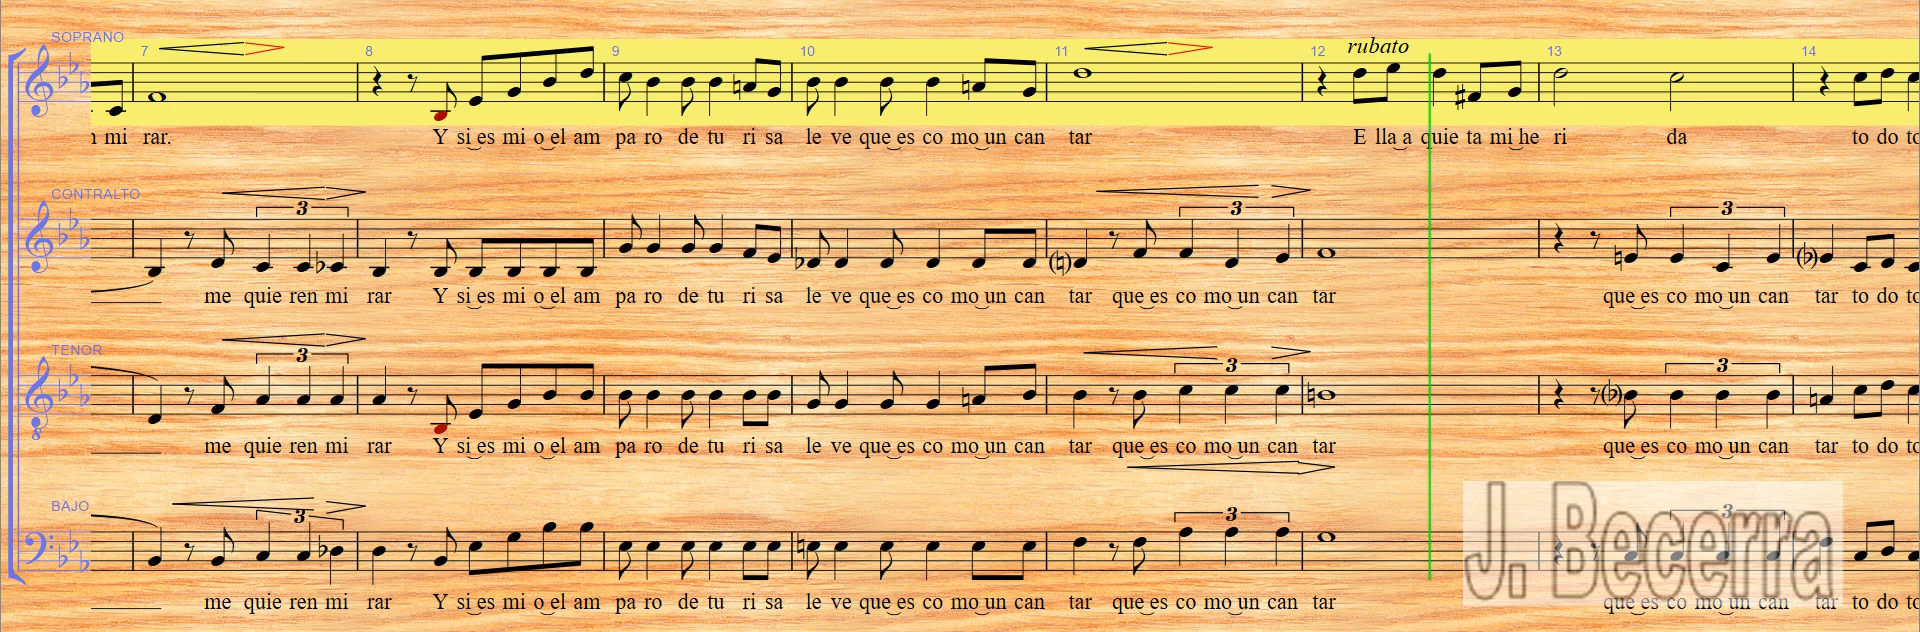 SOPRANO
7 8 9 10 11 12 rubato 13 14
mi rar. Y si es mi o el am pa ro de tu ri sa le ve que es co mo un can tar E lla a quie ta mi he ri da to do to
CONTRALTO
3 3 3
me quie ren mi rar Y si es mi o el am pa ro de tu ri sa le ve que es co mo un can tar que es co mo un can tar que es co mo un can tar to do to
TENOR
3 3 3
8
me quie ren mi rar Y si es mi o el am pa ro de tu ri sa le ve que es co mo un can tar que es co mo un can tar que es co mo un can tar to do to
BAJO
3 3 3
J. Becerra
me quie ren mi rar Y si es mi o el am pa ro de tu ri sa le ve que es co mo un can tar que es co mo un can tar que es co mo un can tar to do to